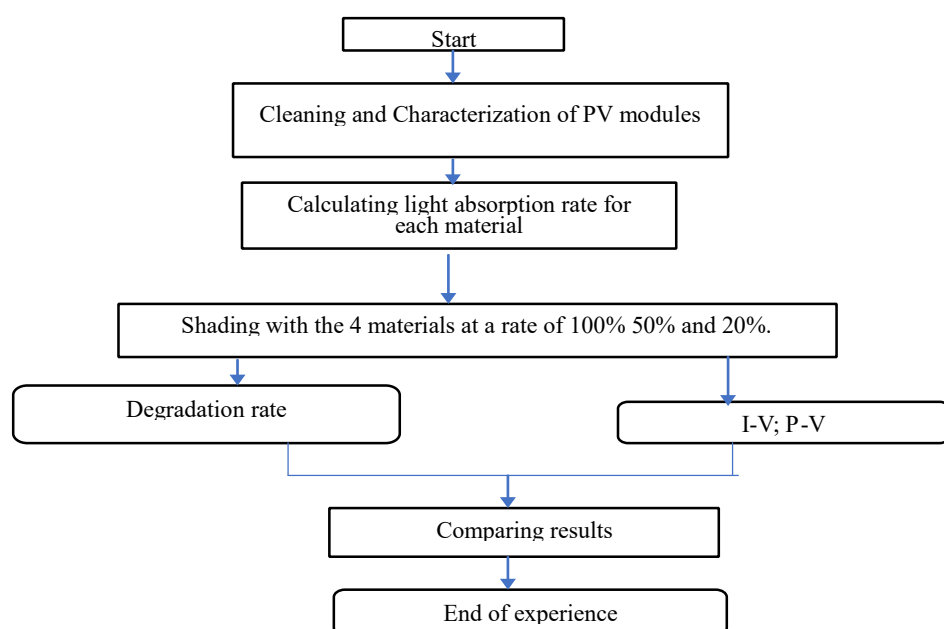 Start
Cleaning and Characterization of PV modules
Calculating light absorption rate for
each material
Shading with the 4 materials at a rate of 100% 50% and 20%.
Degradation rate
I-V; P-V
Comparing results
End of experience